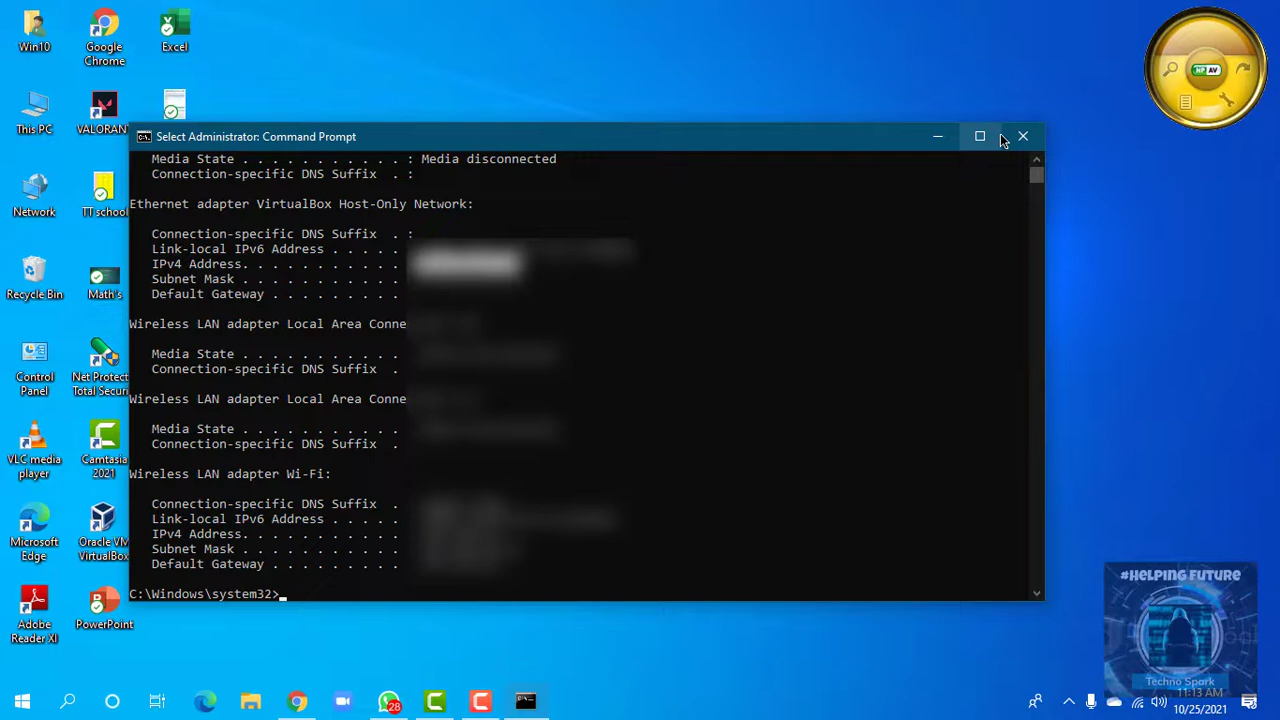 Win10
Google
Chrome
Excel
This PC
VALORAN
Network
TT school
Recycle Bin
Math's
Control
Panel
Net Protect
Total Securi
VLC media
player
Camtasia
2021
Microsoft
Edge
Oracle VM
VirtualBox
Adobe
Reader XI
PowerPoint
NP AV
Select Administrator: Command Prompt
Media State . . . . . . . . . . . : Media disconnected
Connection-specific DNS Suffix  . :
Ethernet adapter VirtualBox Host-Only Network:
Connection-specific DNS Suffix  . :
Link-local IPv6 Address . . . . .
IPv4 Address. . . . . . . . . . .
Subnet Mask . . . . . . . . . . .
Default Gateway . . . . . . . . .
Wireless LAN adapter Local Area Conne
Media State . . . . . . . . . . .
Connection-specific DNS Suffix  .
Wireless LAN adapter Local Area Conne
Media State . . . . . . . . . . .
Connection-specific DNS Suffix  .
Wireless LAN adapter Wi-Fi:
Connection-specific DNS Suffix  .
Link-local IPv6 Address . . . . .
IPv4 Address. . . . . . . . . . .
Subnet Mask . . . . . . . . . . .
Default Gateway . . . . . . . . .
C:\Windows\system32>
#HELPING FUTURE
Techno Spark
28
11:13 AM
10/25/2021